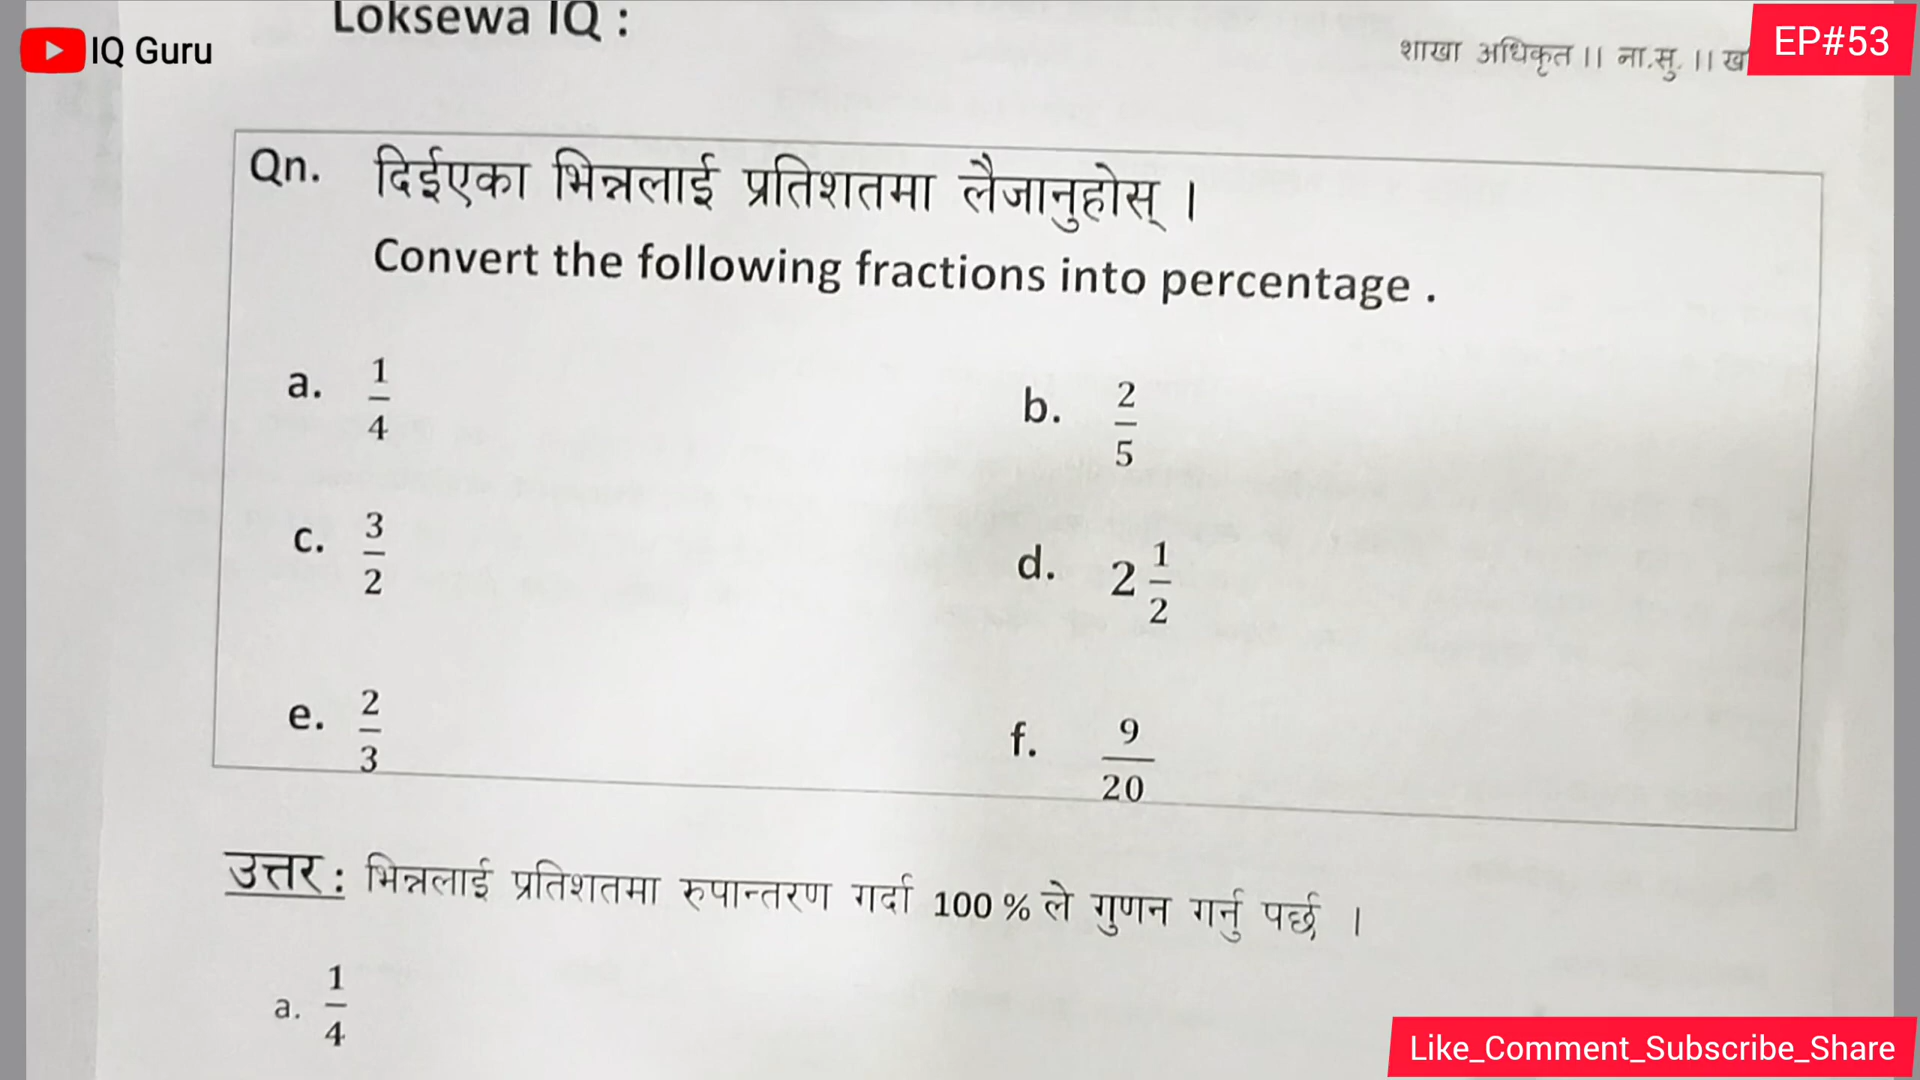 Loksewa IQ :
IQ Guru
शाखा अधिकृत ।। ना.सु. ।। ख
EP#53
Qn. दिईएका भिन्नलाई प्रतिशतमा लैजानुहोस् ।
Convert the following fractions into percentage .
a. 1/4
b. 2/5
c. 3/2
d. 2 1/2
e. 2/3
f. 9/20
उत्तर : भिन्नलाई प्रतिशतमा रुपान्तरण गर्दा 100 % ले गुणन गर्नु पर्छ ।
a. 1/4
Like_Comment_Subscribe_Share